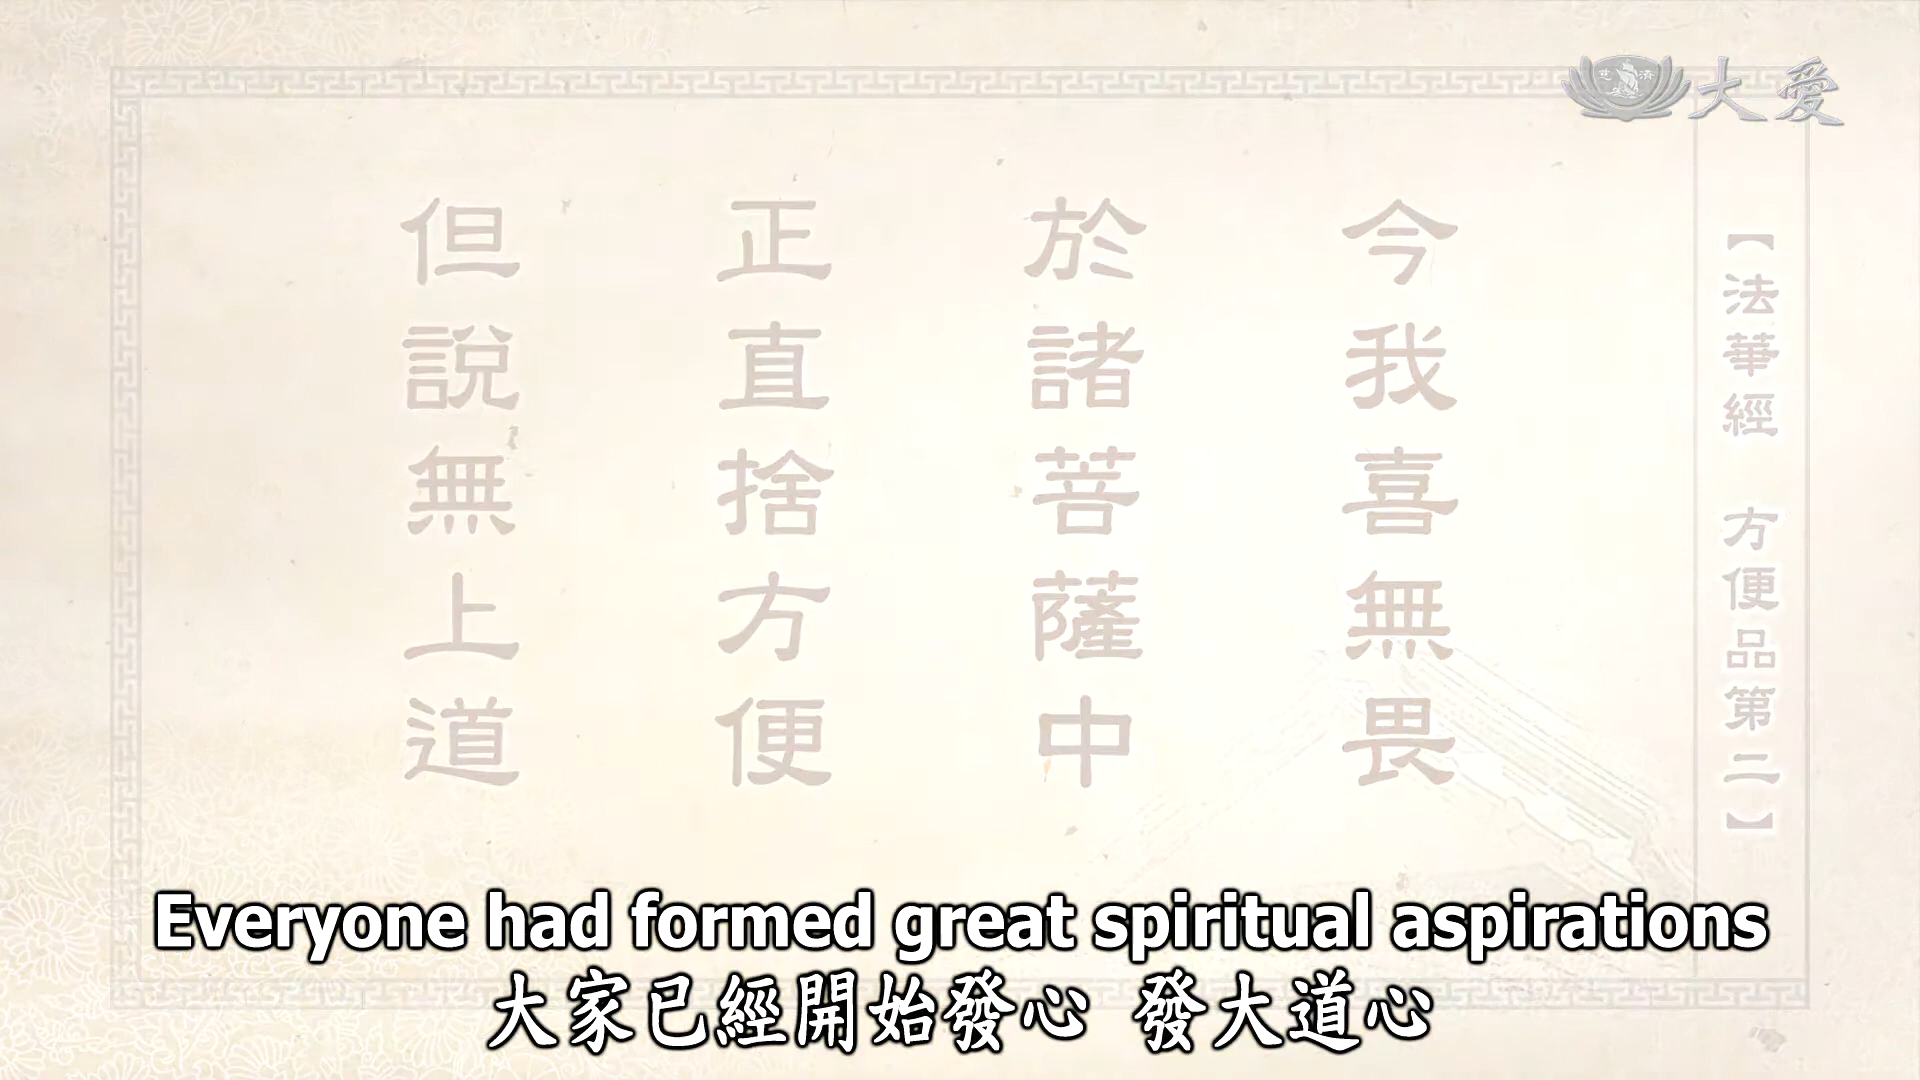 慈濟
大愛
【法華經 方便品第二】
今我喜無畏
於諸菩薩中
正直捨方便
但說無上道
Everyone had formed great spiritual aspirations
大家已經開始發心 發大道心